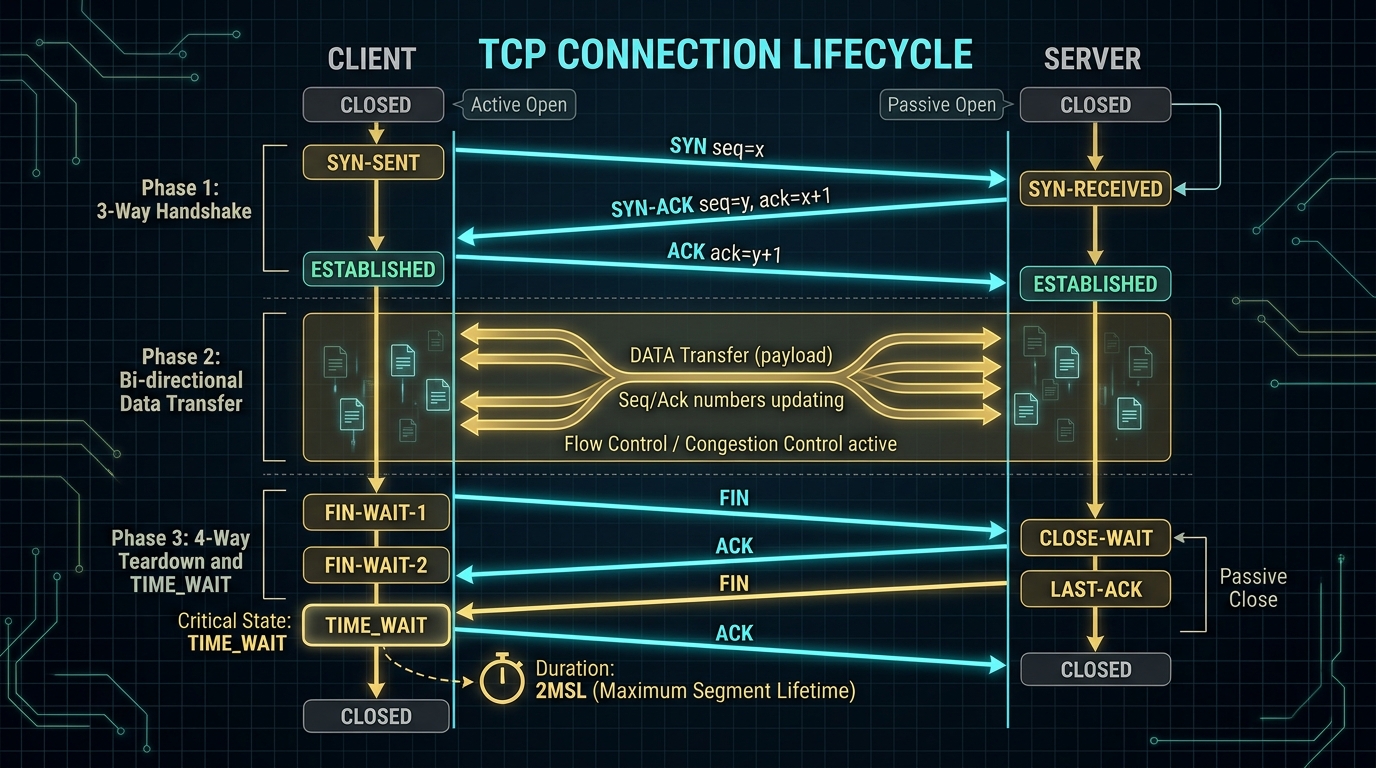 TCP CONNECTION LIFECYCLE
CLIENT
SERVER
CLOSED
Active Open
Passive Open
CLOSED
SYN-SENT
SYN seq=x
SYN-RECEIVED
Phase 1:
3-Way Handshake
SYN-ACK seq=y, ack=x+1
ACK ack=y+1
ESTABLISHED
ESTABLISHED
Phase 2:
Bi-directional
Data Transfer
DATA Transfer (payload)
Seq/Ack numbers updating
Flow Control / Congestion Control active
FIN-WAIT-1
FIN
CLOSE-WAIT
Phase 3: 4-Way
Teardown and
TIME_WAIT
FIN-WAIT-2
ACK
FIN
LAST-ACK
Passive
Close
Critical State:
TIME_WAIT
TIME_WAIT
ACK
CLOSED
Duration:
2MSL (Maximum Segment Lifetime)
CLOSED